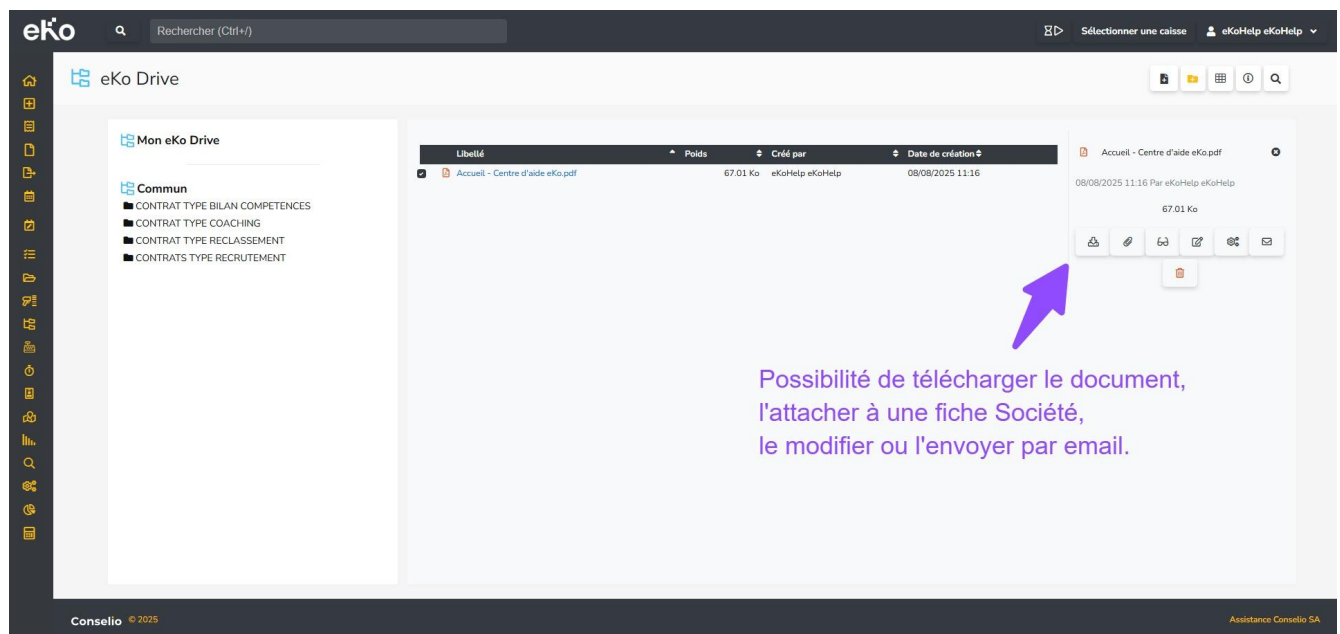 eKo
Rechercher (Ctrl+/)
Sélectionner une caisse
eKoHelp eKoHelp
eKo Drive
Mon eKo Drive
Commun
CONTRAT TYPE BILAN COMPETENCES
CONTRAT TYPE COACHING
CONTRAT TYPE RECLASSEMENT
CONTRATS TYPE RECRUTEMENT
Libellé Poids Créé par Date de création
Accueil - Centre d'aide eKo.pdf 67.01 Ko eKoHelp eKoHelp 08/08/2025 11:16
Accueil - Centre d'aide eKo.pdf
08/08/2025 11:16 Par eKoHelp eKoHelp
67.01 Ko
Possibilité de télécharger le document,
l'attacher à une fiche Société,
le modifier ou l'envoyer par email.
Conselio © 2025
Assistance Conselio SA